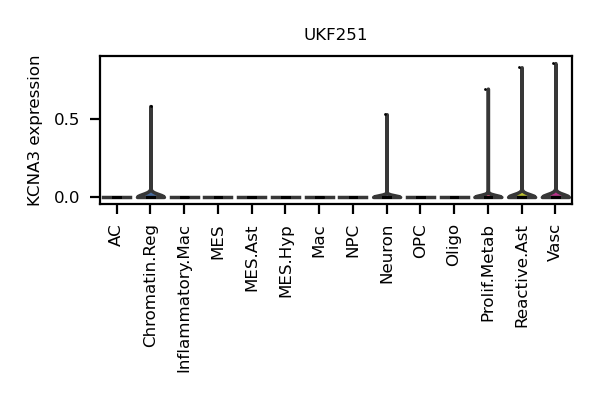 UKF251
KCNA3 expression
0.5
0.0
AC
Chromatin.Reg
Inflammatory.Mac
MES
MES.Ast
MES.Hyp
Mac
NPC
Neuron
OPC
Oligo
Prolif.Metab
Reactive.Ast
Vasc